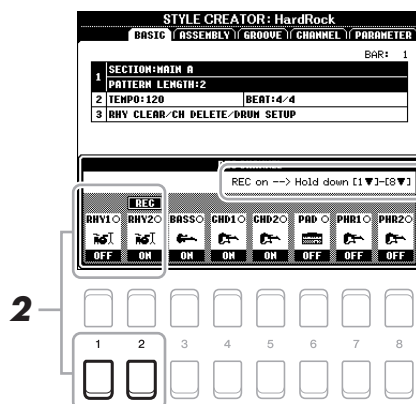 STYLE CREATOR: HardRock
BASIC ASSEMBLY GROOVE CHANNEL PARAMETER
BAR: 1
1 SECTION:MAIN A
PATTERN LENGTH:2
2 TEMPO:120 BEAT:4/4
3 RHY CLEAR/CH DELETE/DRUM SETUP
REC on --> Hold down [1▼]-[8▼]
REC
RHY1 RHY2 BASS CHD1 CHD2 PAD PHR1 PHR2
OFF ON ON ON ON OFF OFF OFF
2
1 2 3 4 5 6 7 8